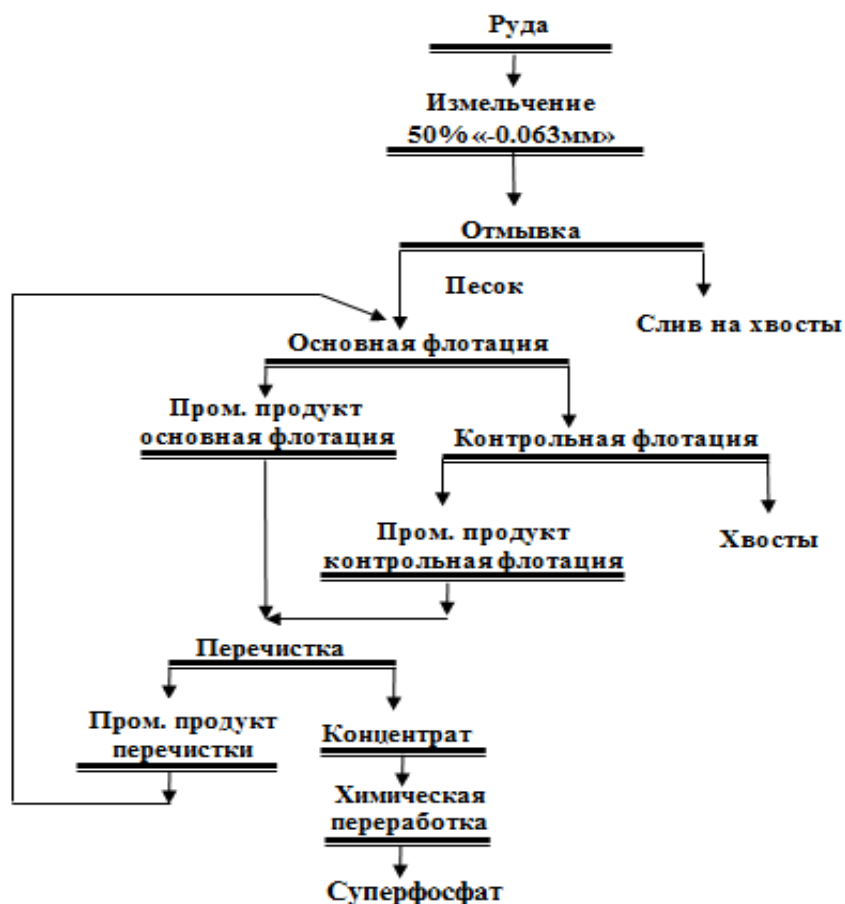 Руда
Измельчение
50% «-0.063мм»
Отмывка
Песок
Слив на хвосты
Основная флотация
Пром. продукт
основная флотация
Контрольная флотация
Пром. продукт
контрольная флотация
Хвосты
Перечистка
Пром. продукт
перечистки
Концентрат
Химическая
переработка
Суперфосфат